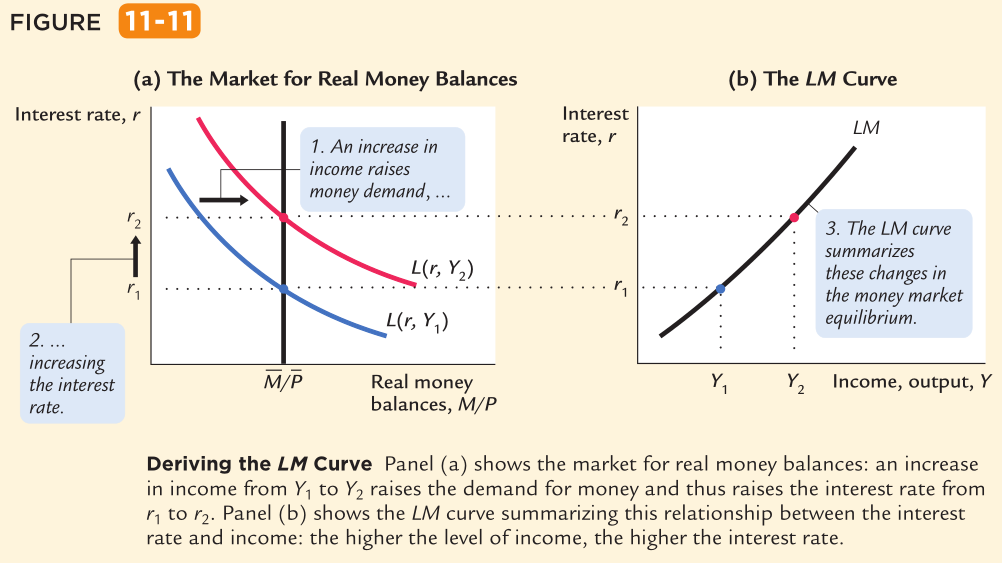 FIGURE 11-11
(a) The Market for Real Money Balances
Interest rate, r
1. An increase in
income raises
money demand, ...
r₂
r₁
L(r, Y₂)
L(r, Y₁)
2. ...
increasing
the interest
rate.
M̅/P̅
Real money
balances, M/P
(b) The LM Curve
Interest
rate, r
LM
r₂
r₁
3. The LM curve
summarizes
these changes in
the money market
equilibrium.
Y₁
Y₂
Income, output, Y
Deriving the LM Curve Panel (a) shows the market for real money balances: an increase
in income from Y₁ to Y₂ raises the demand for money and thus raises the interest rate from
r₁ to r₂. Panel (b) shows the LM curve summarizing this relationship between the interest
rate and income: the higher the level of income, the higher the interest rate.